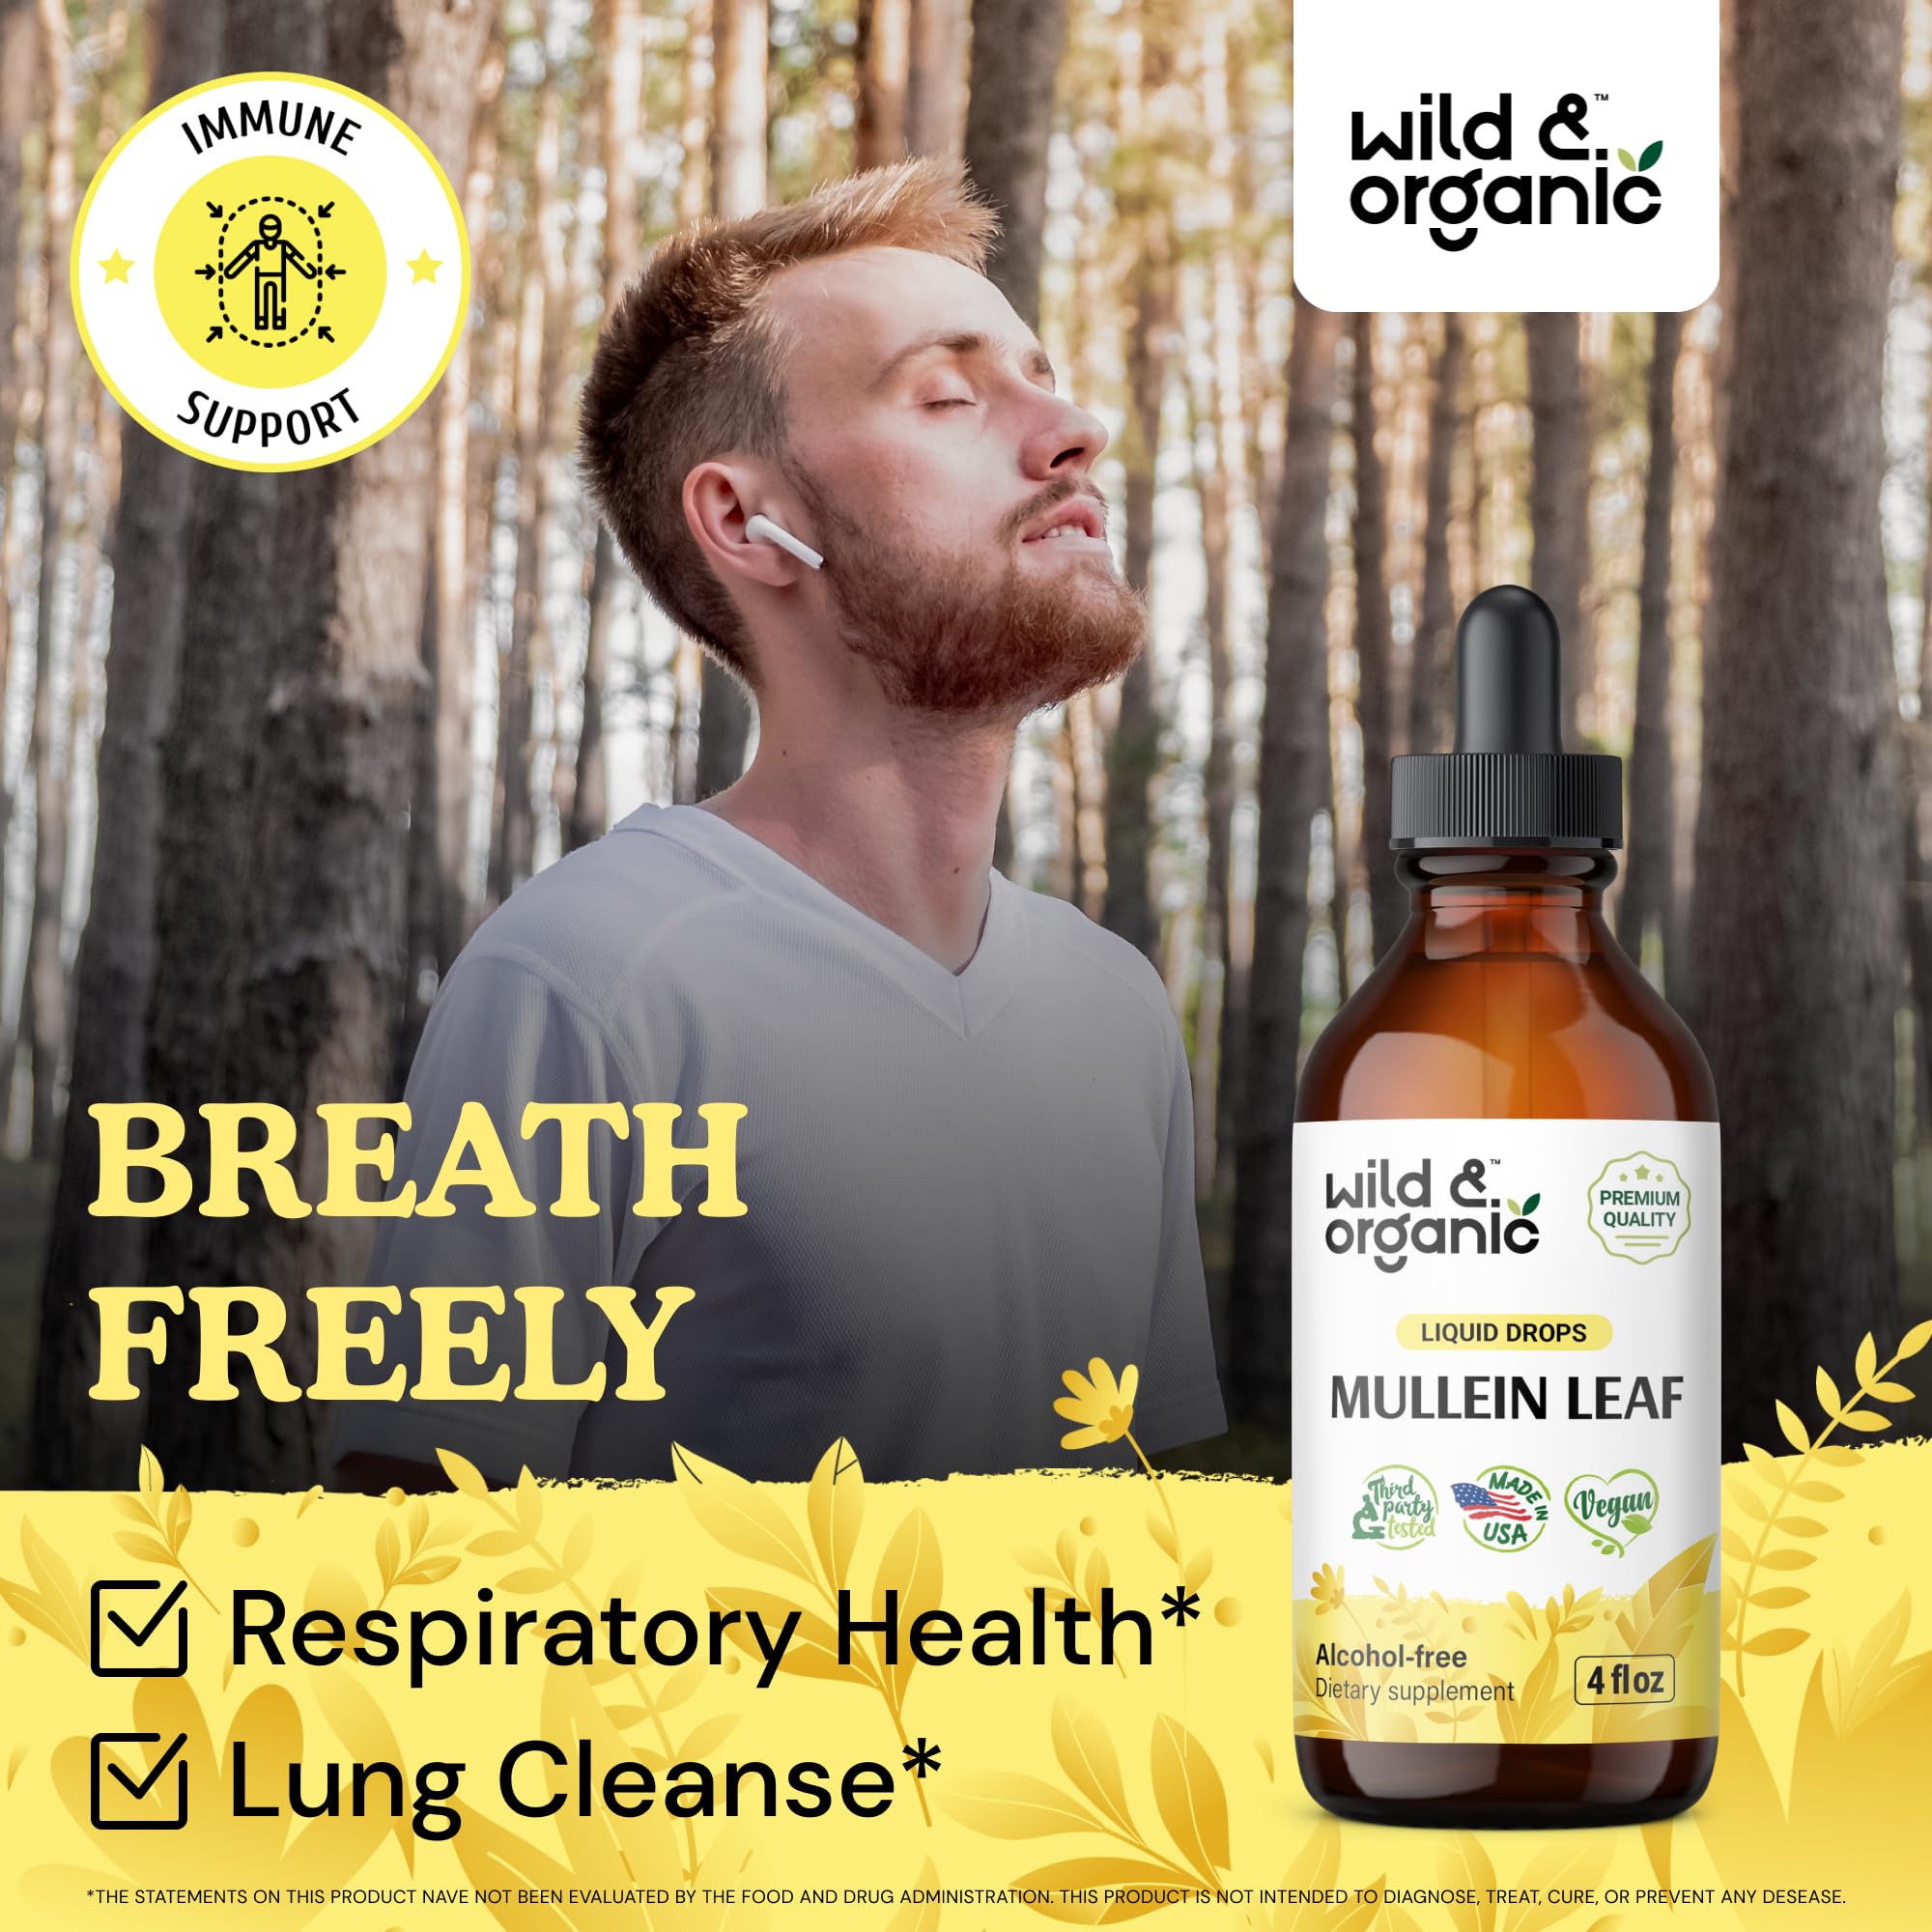 IMMUNE
SUPPORT
wild &™
organic
BREATH
FREELY
wild &™
organic
PREMIUM
QUALITY
LIQUID DROPS
MULLEIN LEAF
Third
party
tested
MADE IN
USA
Vegan
Alcohol-free
Dietary supplement
4 fl oz
Respiratory Health*
Lung Cleanse*
*THE STATEMENTS ON THIS PRODUCT NAVE NOT BEEN EVALUATED BY THE FOOD AND DRUG ADMINISTRATION. THIS PRODUCT IS NOT INTENDED TO DIAGNOSE, TREAT, CURE, OR PREVENT ANY DESEASE.